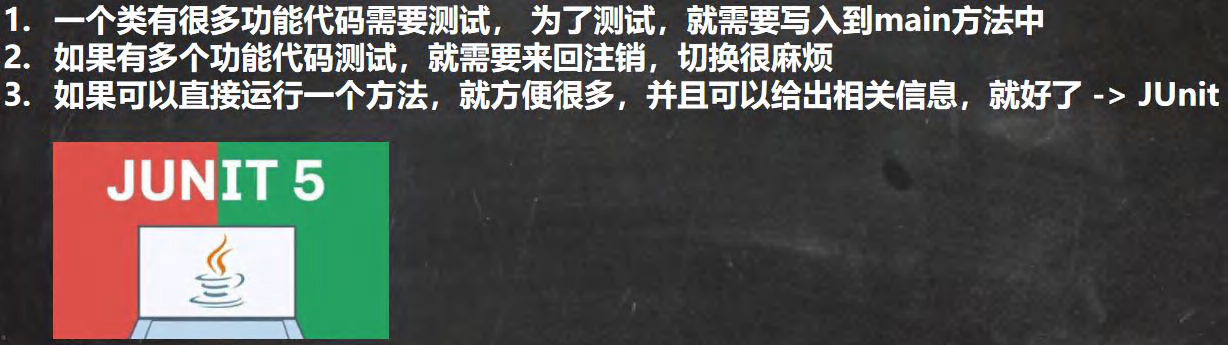 1. 一个类有很多功能代码需要测试， 为了测试，就需要写入到main方法中
2. 如果有多个功能代码测试，就需要来回注销，切换很麻烦
3. 如果可以直接运行一个方法，就方便很多，并且可以给出相关信息，就好了 -> JUnit
JUNIT 5